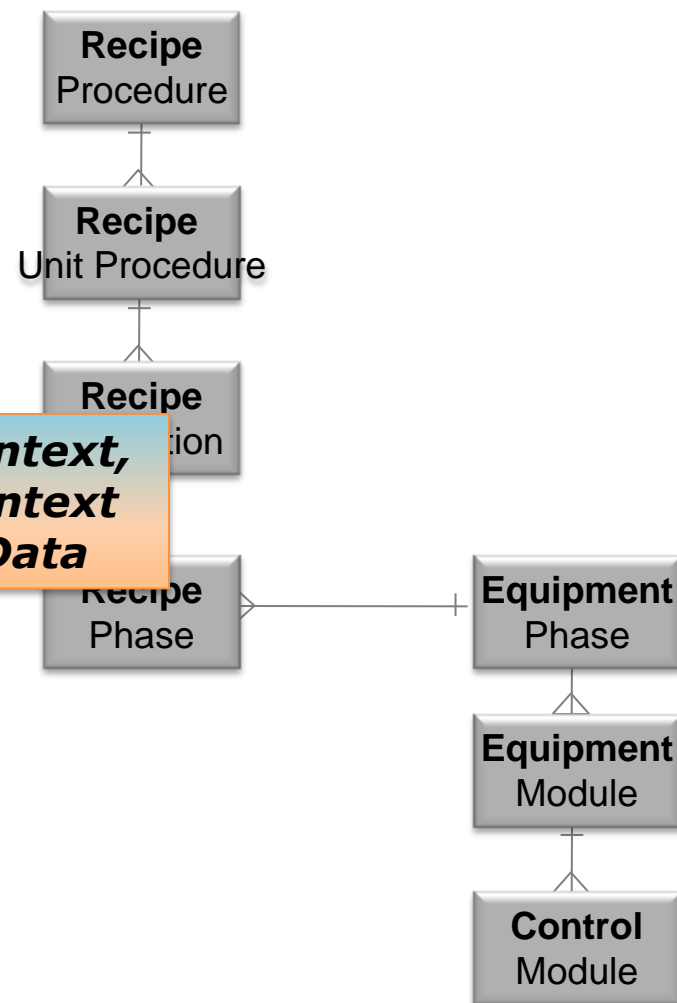 Recipe
Procedure
Recipe
Unit Procedure
Recipe
tion
ntext,
ntext
Data
Recipe
Phase
Equipment
Phase
Equipment
Module
Control
Module